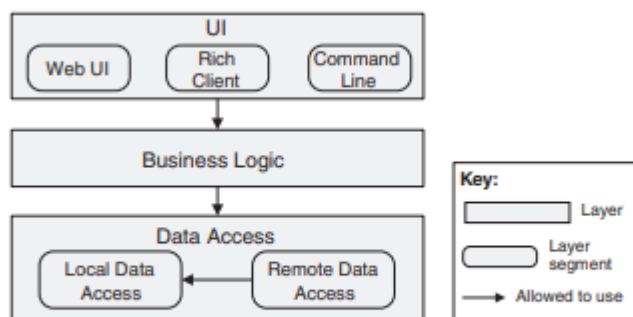 UI
Web UI
Rich
Client
Command
Line
Business Logic
Data Access
Local Data
Access
Remote Data
Access
Key:
Layer
Layer
segment
Allowed to use